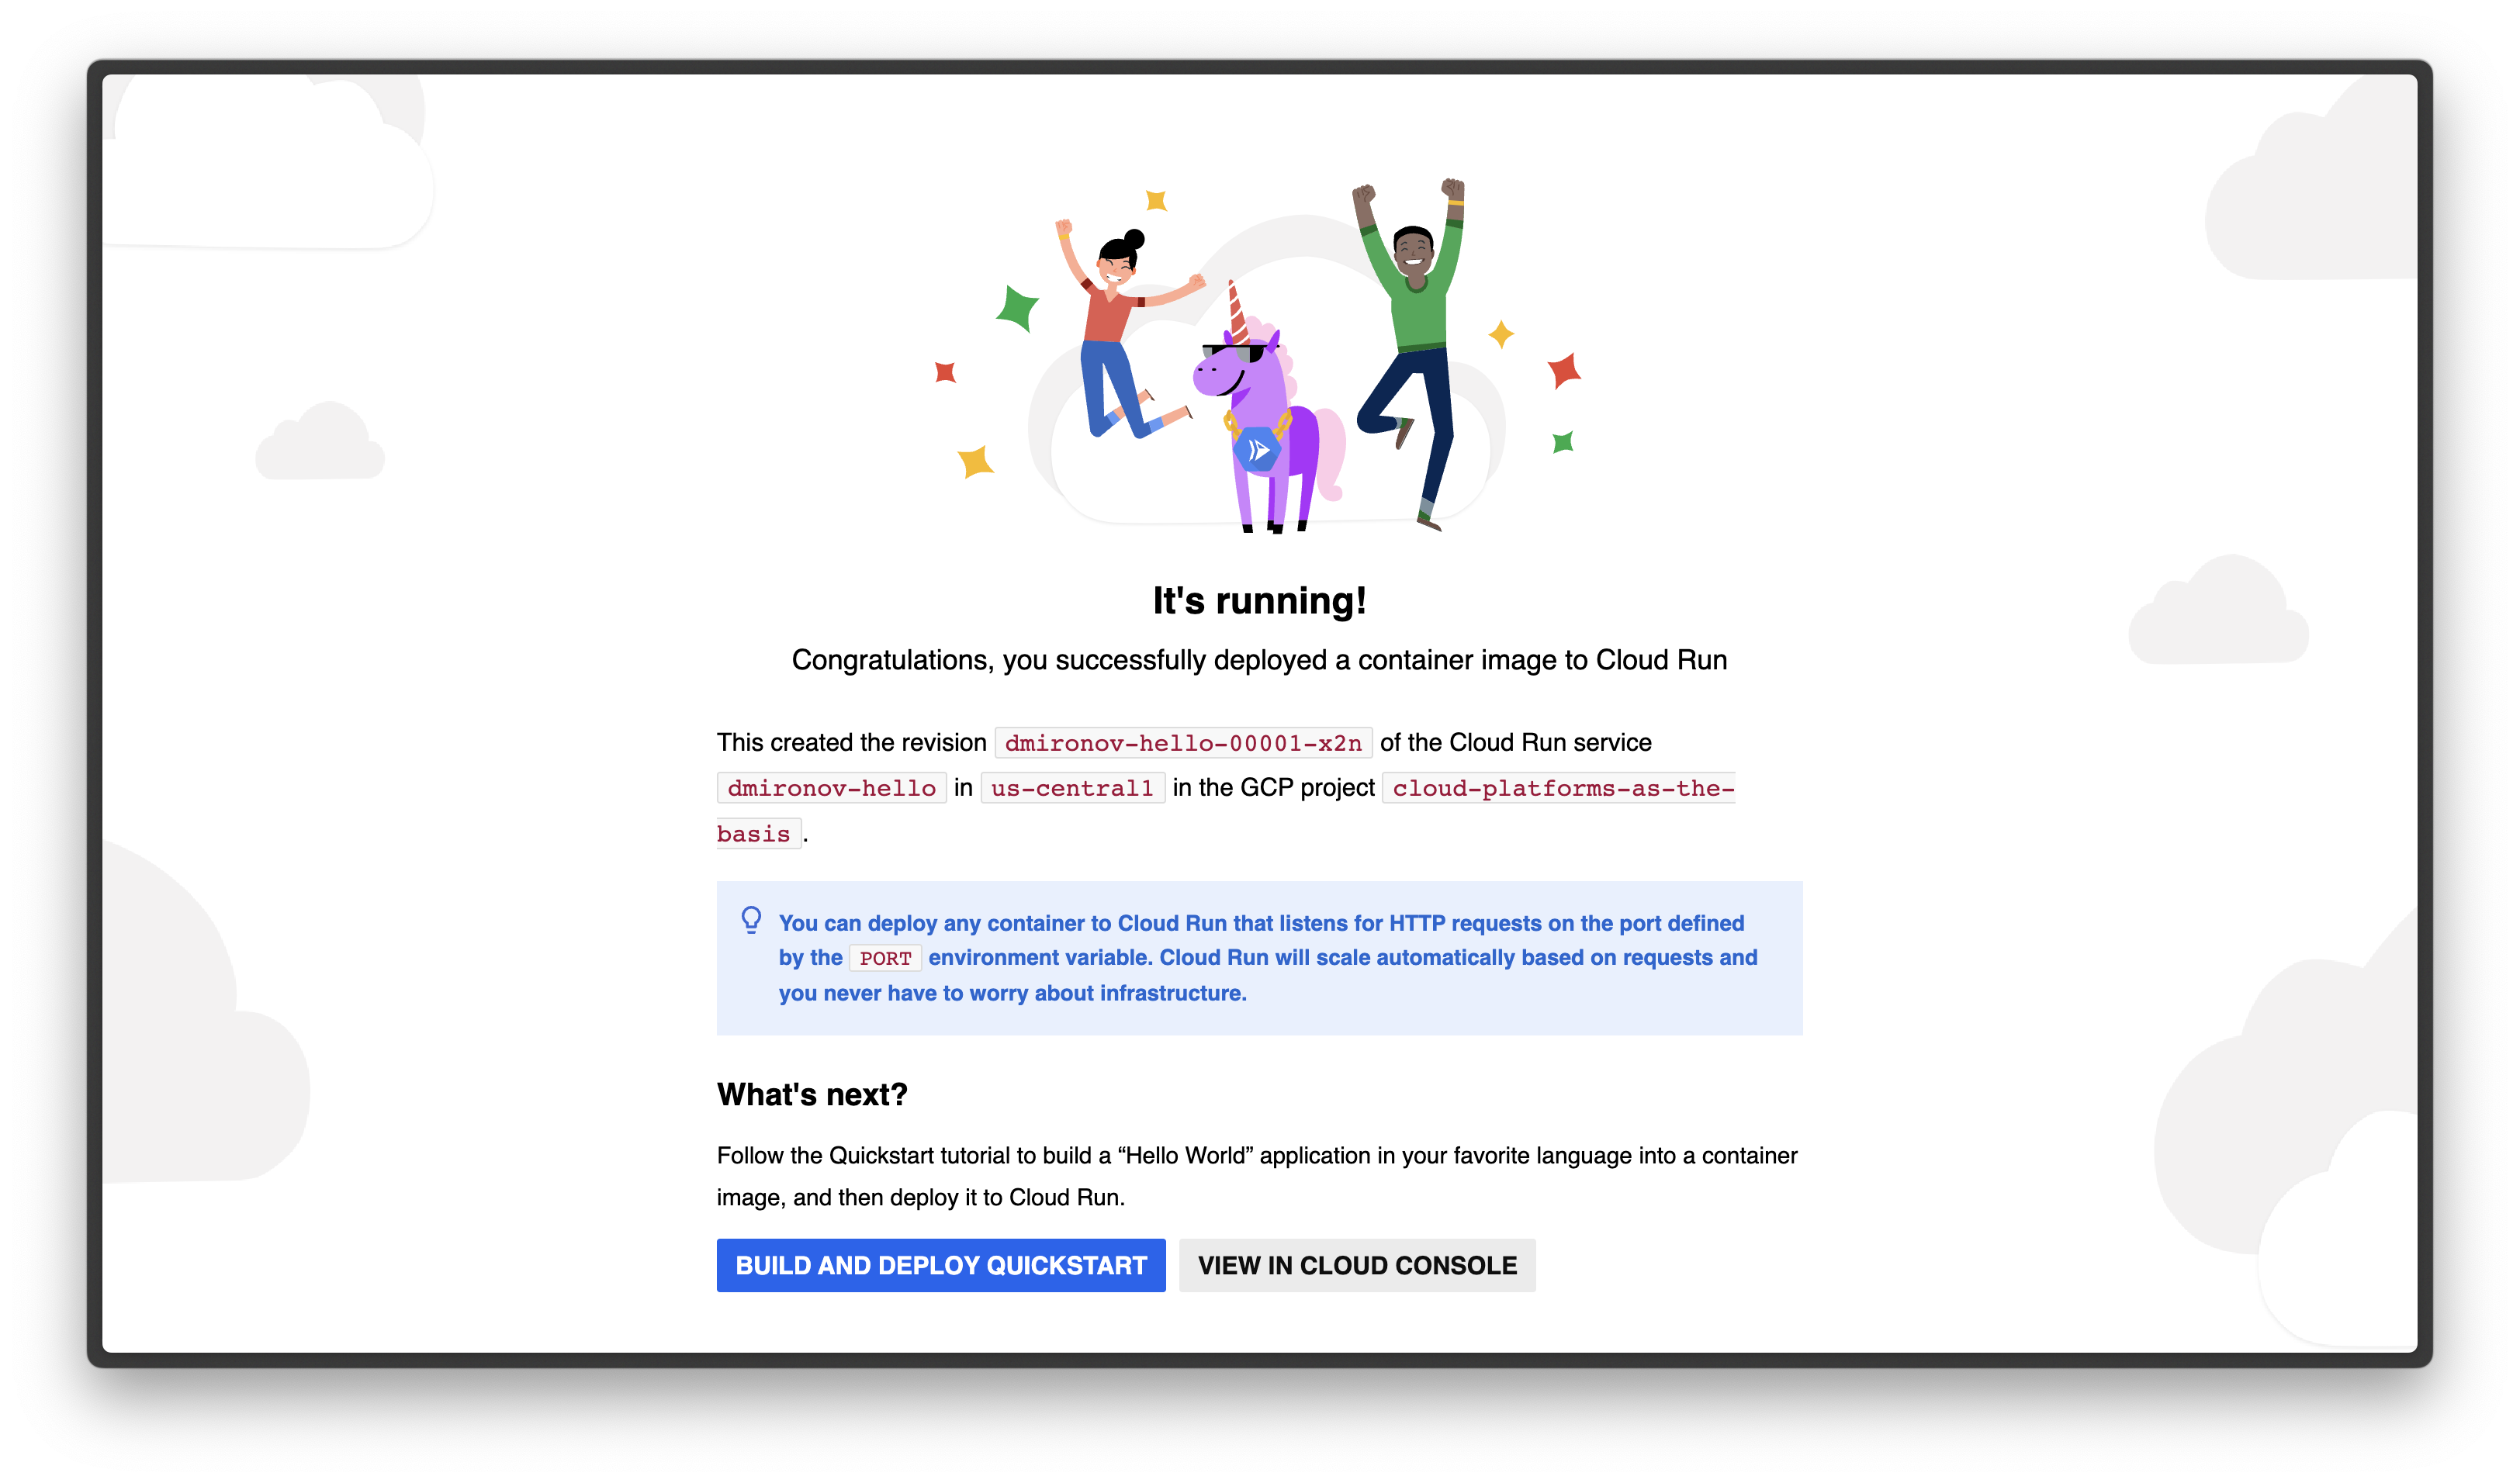 It's running!
Congratulations, you successfully deployed a container image to Cloud Run
This created the revision dmironov-hello-00001-x2n of the Cloud Run service
dmironov-hello in us-central1 in the GCP project cloud-platforms-as-the-
basis .
You can deploy any container to Cloud Run that listens for HTTP requests on the port defined
by the PORT environment variable. Cloud Run will scale automatically based on requests and
you never have to worry about infrastructure.
What's next?
Follow the Quickstart tutorial to build a “Hello World” application in your favorite language into a container
image, and then deploy it to Cloud Run.
BUILD AND DEPLOY QUICKSTART VIEW IN CLOUD CONSOLE